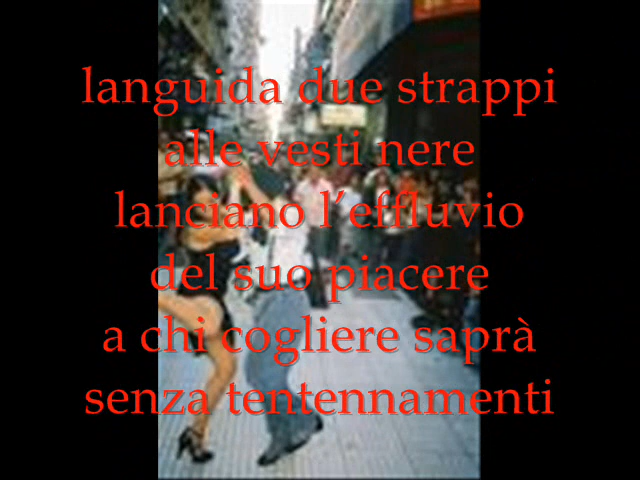 languida due strappi
alle vesti nere
lanciano l’effluvio
del suo piacere
a chi cogliere saprà
senza tentennamenti